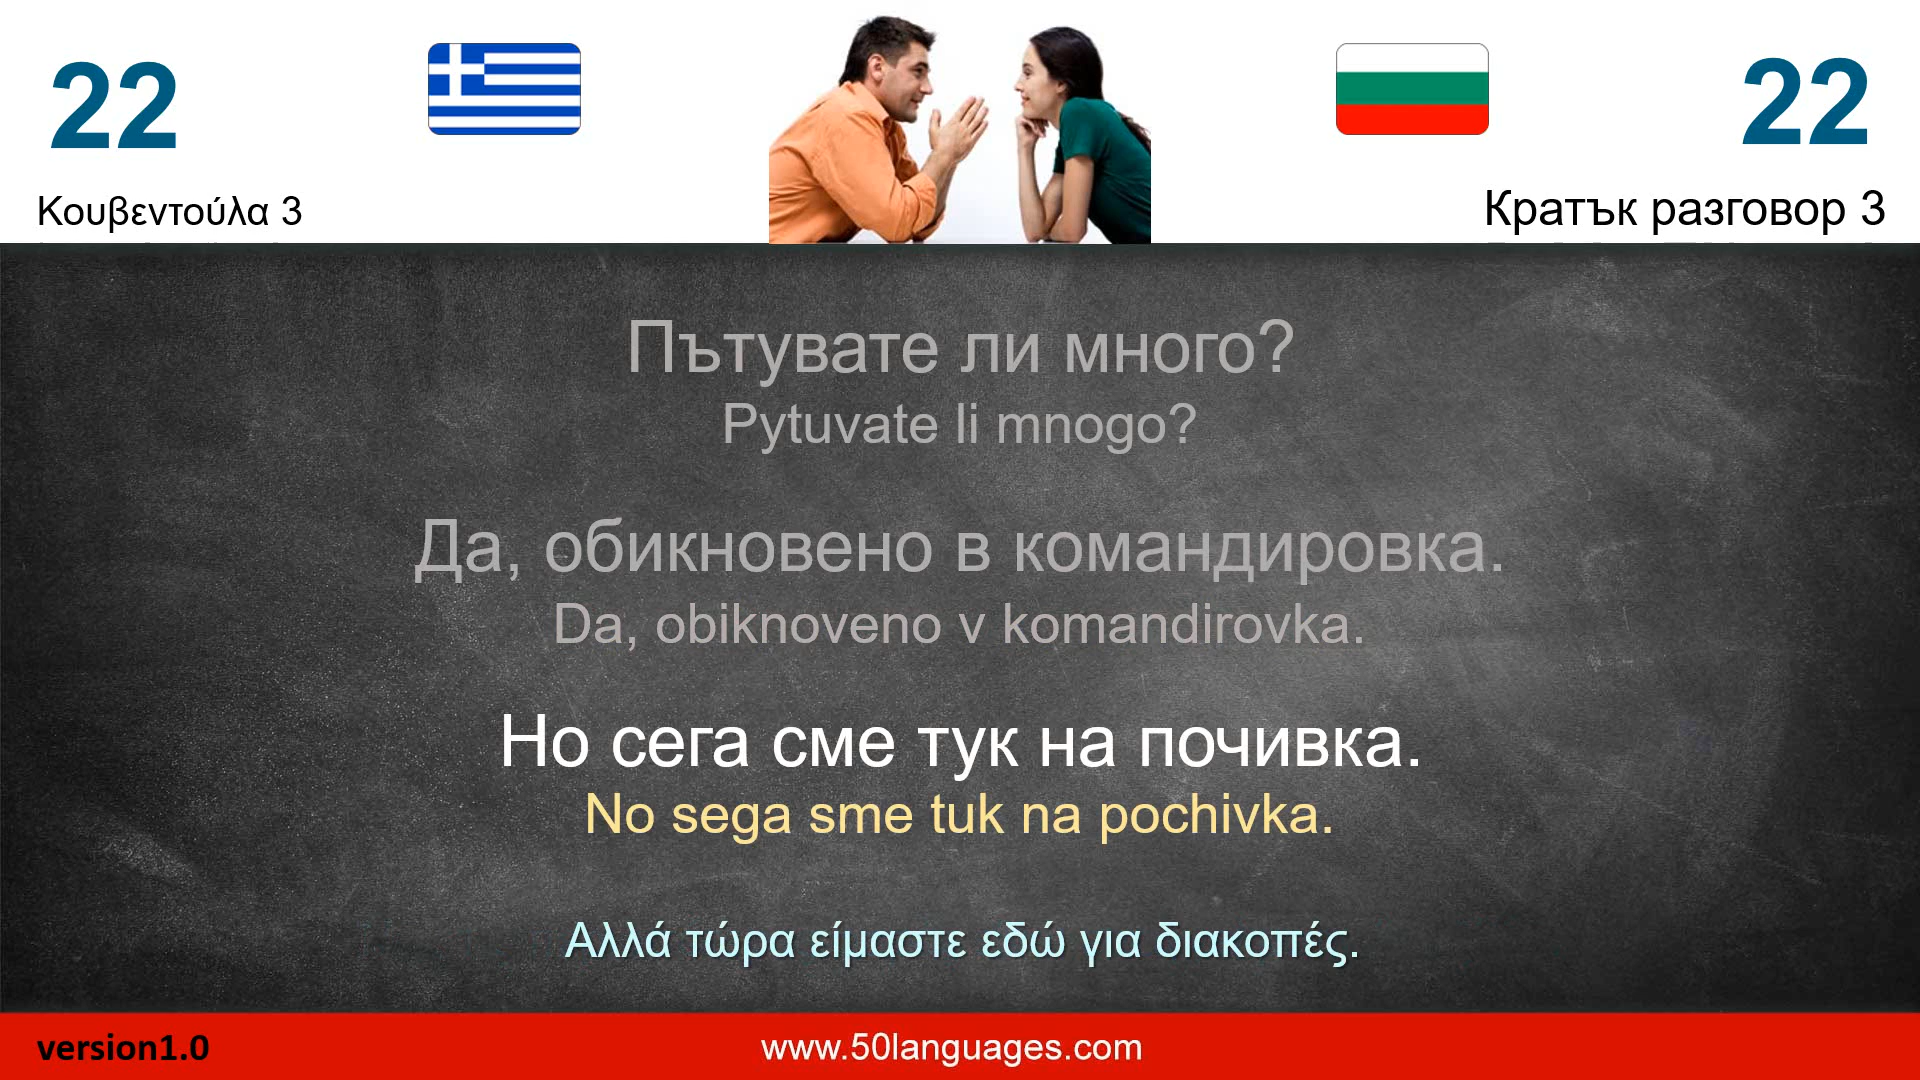 22
22
Κουβεντούλα 3
Кратък разговор 3
Пътувате ли много?
Pytuvate li mnogo?
Да, обикновено в командировка.
Da, obiknoveno v komandirovka.
Но сега сме тук на почивка.
No sega sme tuk na pochivka.
Αλλά τώρα είμαστε εδώ για διακοπές.
version1.0
www.50languages.com